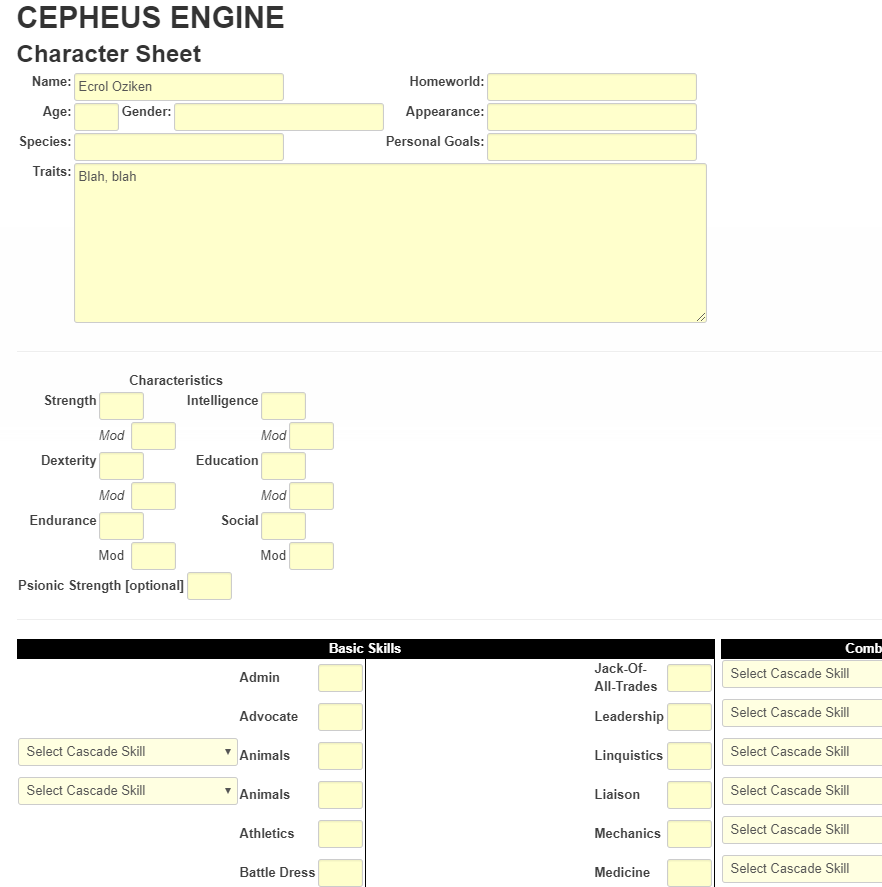 CEPHEUS ENGINE
Character Sheet
Name: Ecrol Oziken Homeworld:
Age: Gender: Appearance:
Species: Personal Goals:
Traits: Blah, blah
Characteristics
Strength Intelligence
Mod Mod
Dexterity Education
Mod Mod
Endurance Social
Mod Mod
Psionic Strength [optional]
Basic Skills Comb
Admin Jack-Of-
All-Trades Select Cascade Skill
Advocate Leadership Select Cascade Skill
Select Cascade Skill Animals Linquistics Select Cascade Skill
Select Cascade Skill Animals Liaison Select Cascade Skill
Athletics Mechanics Select Cascade Skill
Battle Dress Medicine Select Cascade Skill